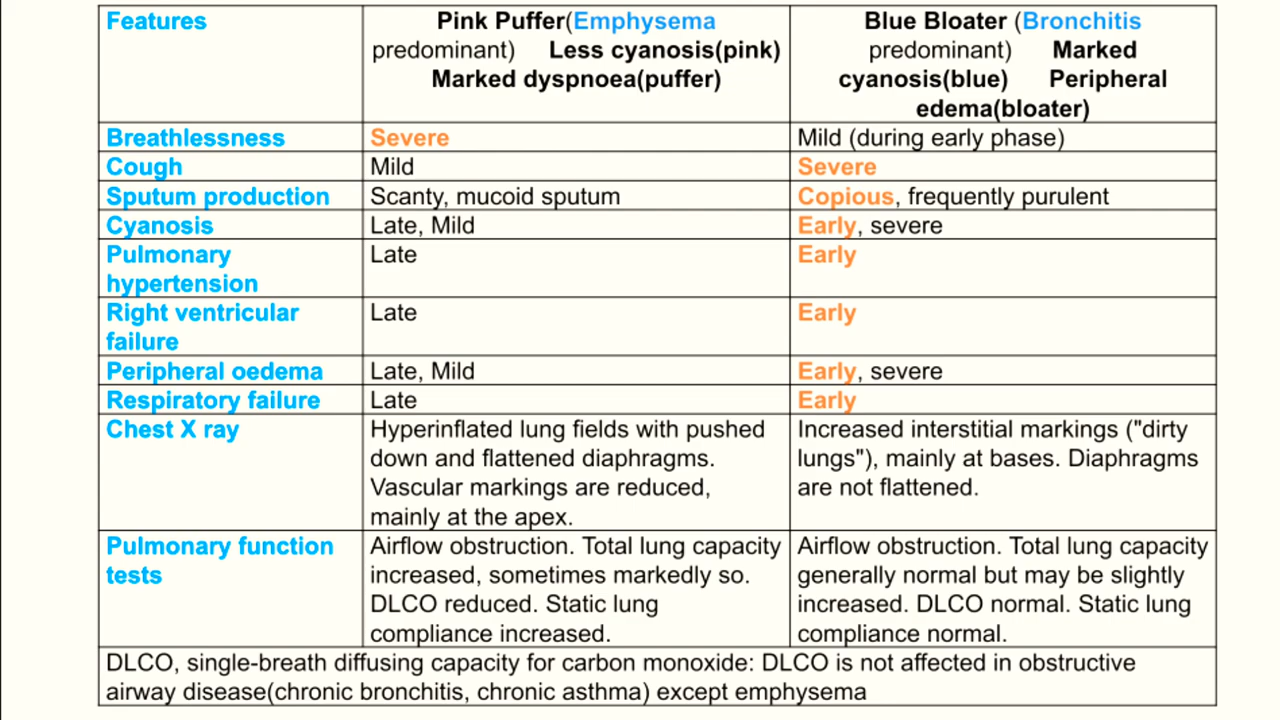 Features
Pink Puffer(Emphysema
predominant) Less cyanosis(pink)
Marked dyspnoea(puffer)
Blue Bloater (Bronchitis
predominant) Marked
cyanosis(blue) Peripheral
edema(bloater)
Breathlessness
Severe
Mild (during early phase)
Cough
Mild
Severe
Sputum production
Scanty, mucoid sputum
Copious, frequently purulent
Cyanosis
Late, Mild
Early, severe
Pulmonary
hypertension
Late
Early
Right ventricular
failure
Late
Early
Peripheral oedema
Late, Mild
Early, severe
Respiratory failure
Late
Early
Chest X ray
Hyperinflated lung fields with pushed
down and flattened diaphragms.
Vascular markings are reduced,
mainly at the apex.
Increased interstitial markings ("dirty
lungs"), mainly at bases. Diaphragms
are not flattened.
Pulmonary function
tests
Airflow obstruction. Total lung capacity
increased, sometimes markedly so.
DLCO reduced. Static lung
compliance increased.
Airflow obstruction. Total lung capacity
generally normal but may be slightly
increased. DLCO normal. Static lung
compliance normal.
DLCO, single-breath diffusing capacity for carbon monoxide: DLCO is not affected in obstructive
airway disease(chronic bronchitis, chronic asthma) except emphysema